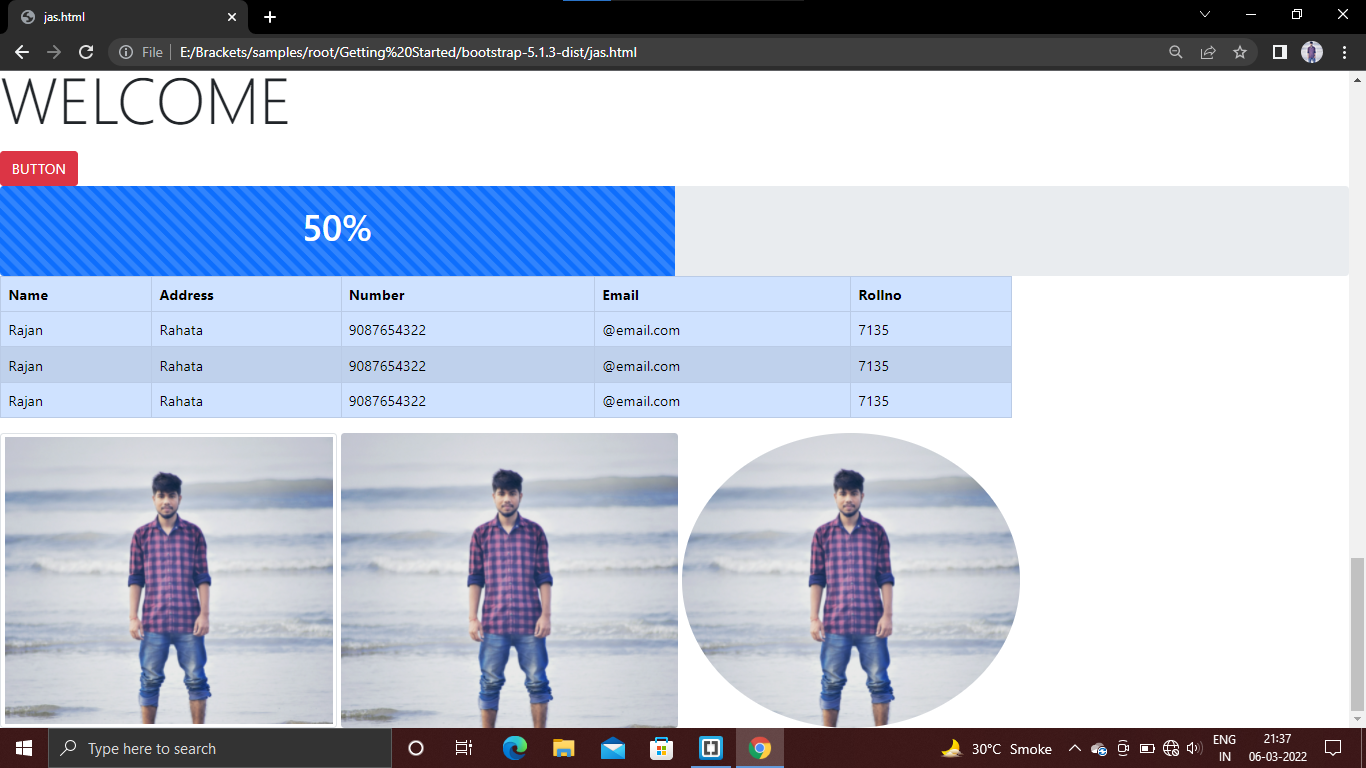 jas.html
File E:/Brackets/samples/root/Getting%20Started/bootstrap-5.1.3-dist/jas.html
WELCOME
BUTTON
50%
Name Address Number Email Rollno
Rajan Rahata 9087654322 @email.com 7135
Rajan Rahata 9087654322 @email.com 7135
Rajan Rahata 9087654322 @email.com 7135
Type here to search
30°C Smoke
ENG
IN
21:37
06-03-2022